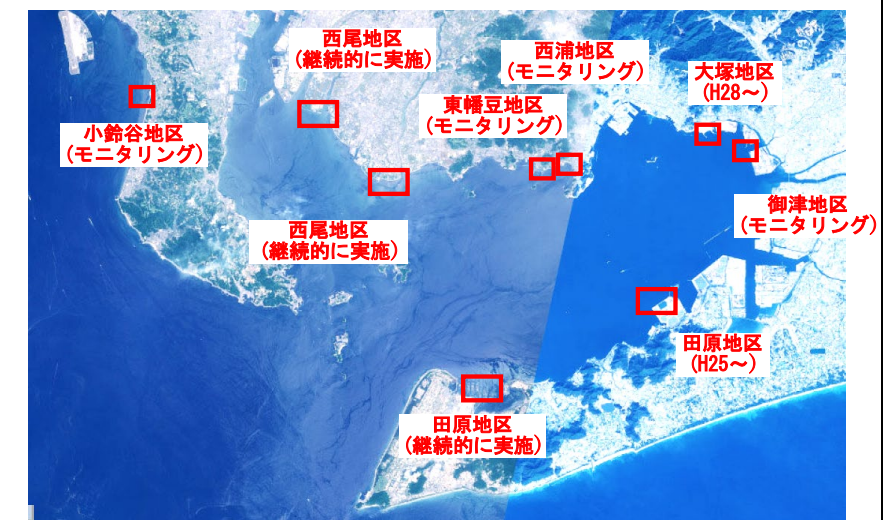 西尾地区
(継続的に実施)
西浦地区
(モニタリング)
大塚地区
(H28～)
東幡豆地区
(モニタリング)
小鈴谷地区
(モニタリング)
御津地区
(モニタリング)
西尾地区
(継続的に実施)
田原地区
(H25～)
田原地区
(継続的に実施)